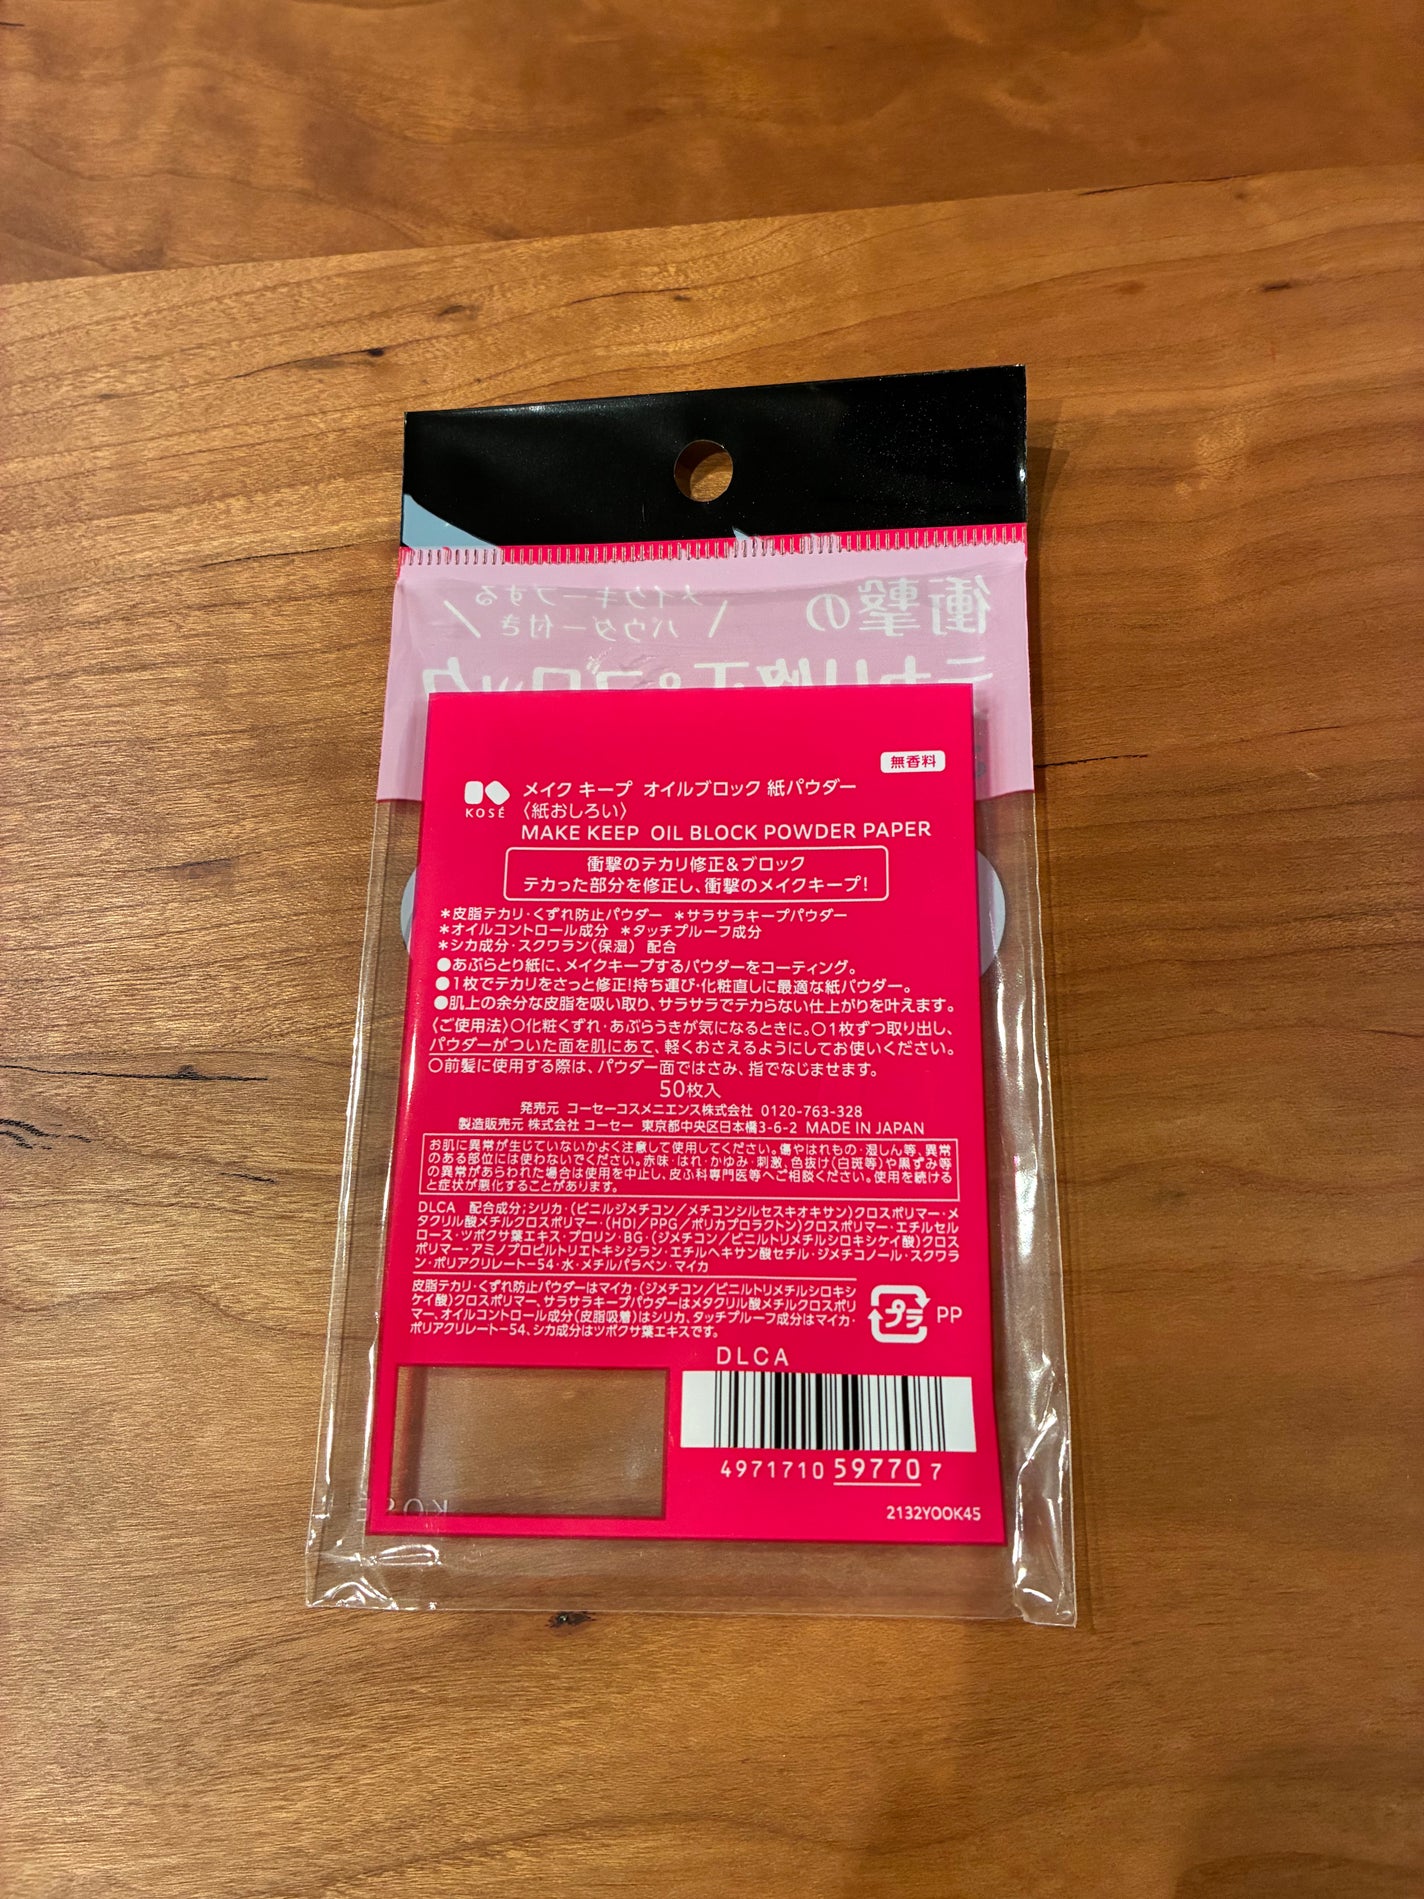 衝撃の
メイクキープする
パウダー付き
テカリ修正&ブロック
無香料
KOSÉ
メイク キープ オイルブロック 紙パウダー
〈紙おしろい〉
MAKE KEEP OIL BLOCK POWDER PAPER
衝撃のテカリ修正&ブロック
テカった部分を修正し、衝撃のメイクキープ!
*皮脂テカリ・くずれ防止パウダー *サラサラキープパウダー
*オイルコントロール成分 *タッチプルーフ成分
*シカ成分・スクワラン(保湿) 配合
●あぶらとり紙に、メイクキープするパウダーをコーティング。
●1枚でテカリをさっと修正!持ち運び・化粧直しに最適な紙パウダー。
●肌上の余分な皮脂を吸い取り、サラサラでテカらない仕上がりを叶えます。
〈ご使用法〉○化粧くずれ・あぶらうきが気になるときに。○1枚ずつ取り出し、
パウダーがついた面を肌にあて、軽くおさえるようにしてお使いください。
○前髪に使用する際は、パウダー面ではさみ、指でなじませます。
50枚入
発売元 コーセーコスメニエンス株式会社 0120-763-328
製造販売元 株式会社 コーセー 東京都中央区日本橋3-6-2 MADE IN JAPAN
お肌に異常が生じていないかよく注意して使用してください。傷やはれもの・湿しん等、異常
のある部位には使わないでください。赤味・はれ・かゆみ・刺激、色抜け(白斑等)や黒ずみ等
の異常があらわれた場合は使用を中止し、皮ふ科専門医等へご相談ください。使用を続ける
と症状が悪化することがあります。
DLCA 配合成分;シリカ・(ビニルジメチコン/メチコンシルセスキオキサン)クロスポリマー・メ
タクリル酸メチルクロスポリマー・(HDI/PPG/ポリカプロラクトン)クロスポリマー・エチルセル
ロース・ツボクサ葉エキス・プロリン・BG・(ジメチコン/ビニルトリメチルシロキシケイ酸)クロス
ポリマー・アミノプロピルトリエトキシシラン・エチルヘキサン酸セチル・ジメチコノール・スクワラ
ン・ポリアクリレート-54・水・メチルパラベン・マイカ
皮脂テカリ・くずれ防止パウダーはマイカ・(ジメチコン/ビニルトリメチルシロキシ
ケイ酸)クロスポリマー、サラサラキープパウダーはメタクリル酸メチルクロスポリ
マー、オイルコントロール成分(皮脂吸着)はシリカ、タッチプルーフ成分はマイカ・
ポリアクリレート-54、シカ成分はツボクサ葉エキスです。
プラ PP
DLCA
4971710 59770 7
2132YOOK45
KOSÉ